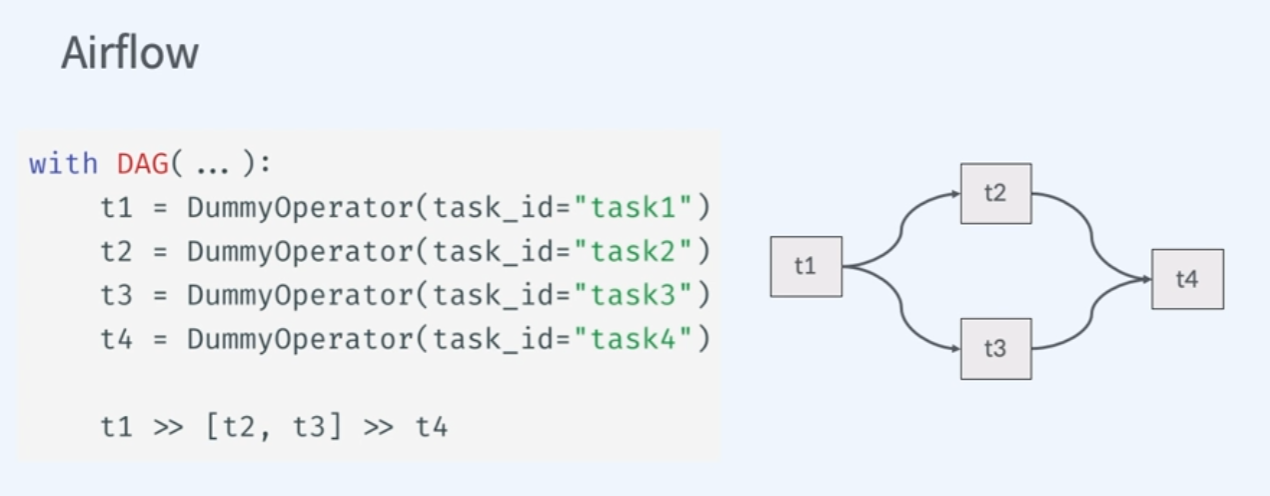 Airflow
with DAG( ... ):
    t1 = DummyOperator(task_id="task1")
    t2 = DummyOperator(task_id="task2")
    t3 = DummyOperator(task_id="task3")
    t4 = DummyOperator(task_id="task4")
    t1 >> [t2, t3] >> t4
t1
t2
t3
t4